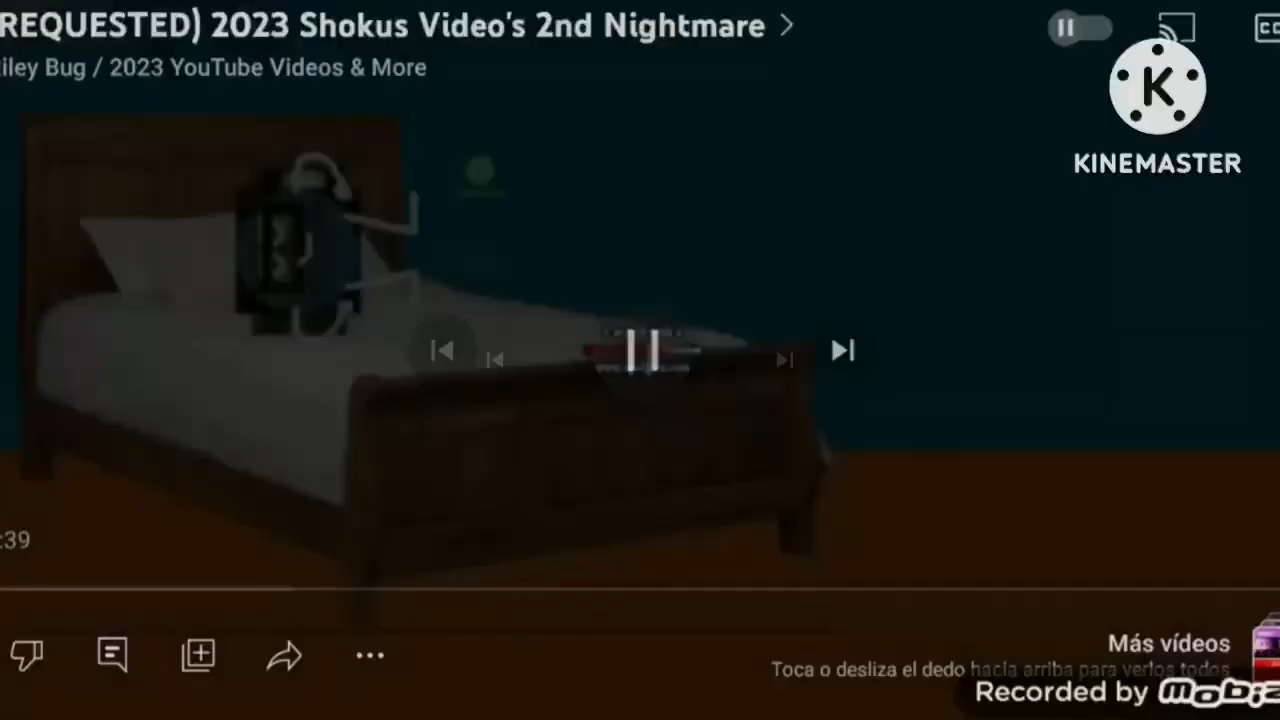 REQUESTED) 2023 Shokus Video's 2nd Nightmare
iley Bug / 2023 YouTube Videos & More
K
KINEMASTER
:39
Más vídeos
Toca o desliza el dedo hacia arriba para verlos todos
Recorded by mobiz